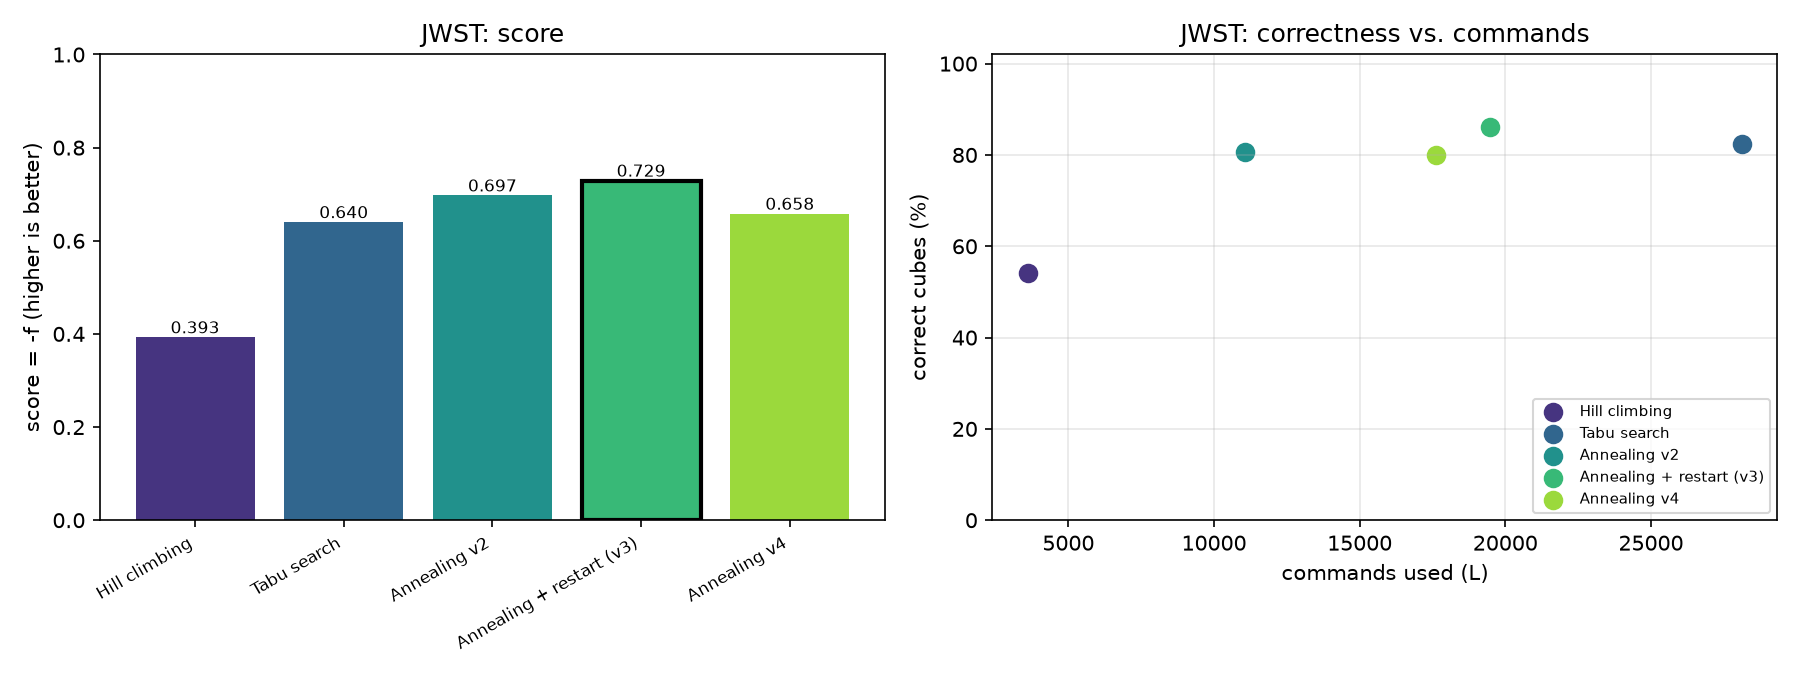 JWST: score
score = -f (higher is better)
1.0
0.8
0.6
0.4
0.2
0.0
0.393
0.640
0.697
0.729
0.658
Hill climbing
Tabu search
Annealing v2
Annealing + restart (v3)
Annealing v4
JWST: correctness vs. commands
correct cubes (%)
100
80
60
40
20
0
5000
10000
15000
20000
25000
commands used (L)
Hill climbing
Tabu search
Annealing v2
Annealing + restart (v3)
Annealing v4